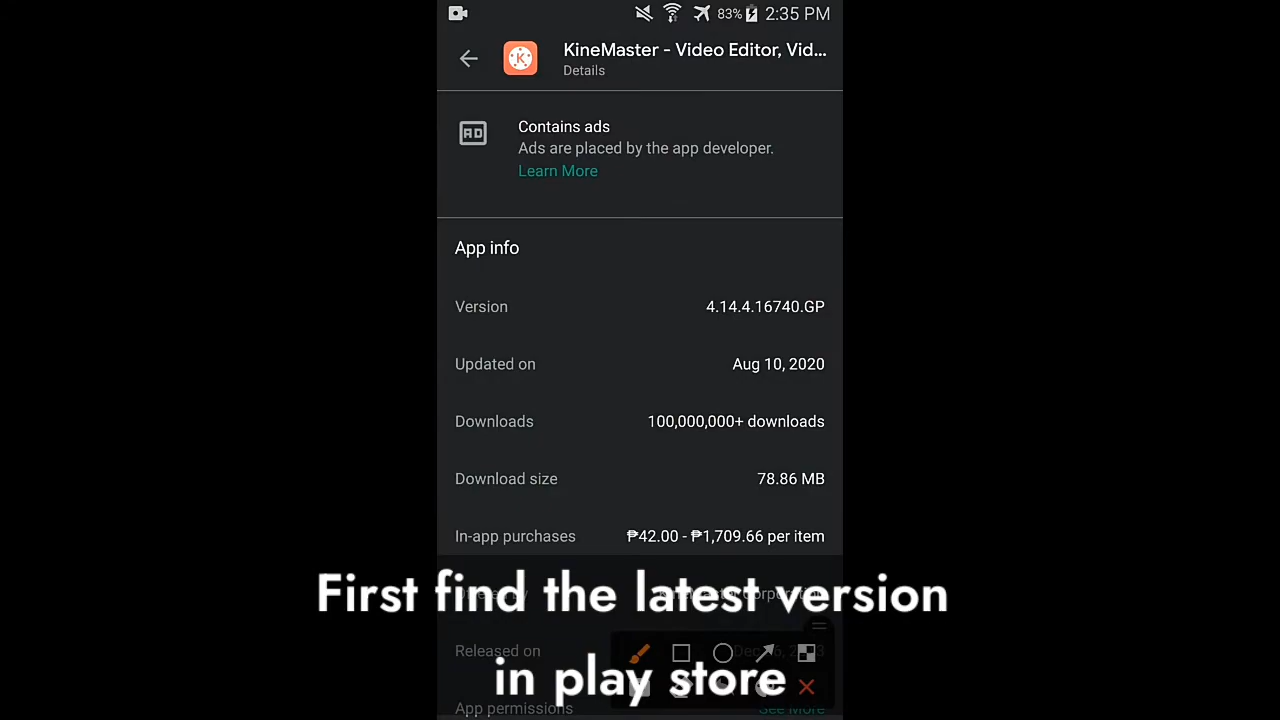 83% 2:35 PM
KineMaster - Video Editor, Vid...
Details
AD
Contains ads
Ads are placed by the app developer.
Learn More
App info
Version 4.14.4.16740.GP
Updated on Aug 10, 2020
Downloads 100,000,000+ downloads
Download size 78.86 MB
In-app purchases ₱42.00 - ₱1,709.66 per item
First find the latest version
Released on
in play store
App permissions See More